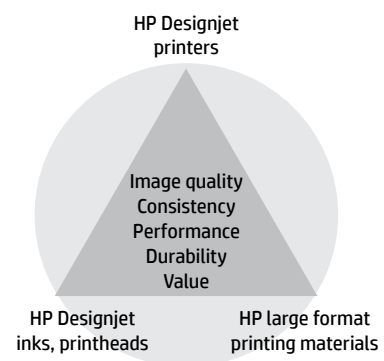 HP Designjet
printers
Image quality
Consistency
Performance
Durability
Value
HP Designjet
inks, printheads
HP large format
printing materials